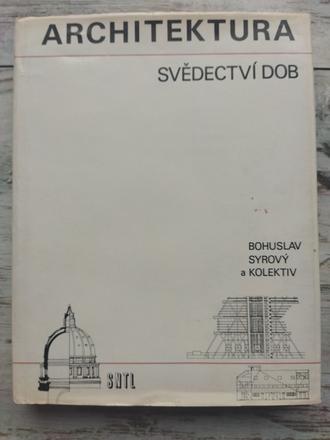 ARCHITEKTURA
SVĚDECTVÍ DOB
BOHUSLAV
SYROVÝ
a KOLEKTIV
SNTL